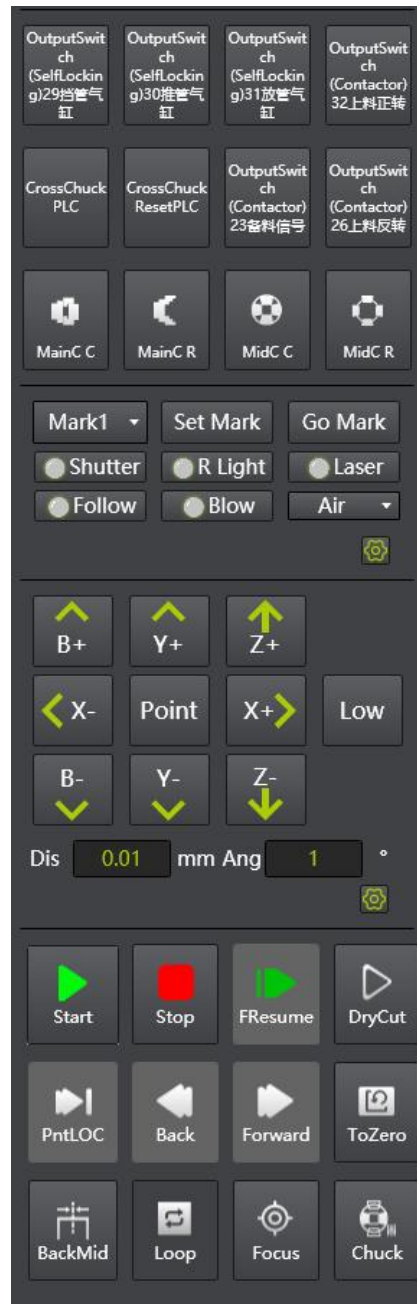 OutputSwit
ch
(SelfLockin
g)29挡管气
缸
OutputSwit
ch
(SelfLockin
g)30推管气
缸
OutputSwit
ch
(SelfLockin
g)31放管气
缸
OutputSwit
ch
(Contactor)
32上料正转
CrossChuck
PLC
CrossChuck
ResetPLC
OutputSwit
ch
(Contactor)
23备料信号
OutputSwit
ch
(Contactor)
26上料反转
MainC C
MainC R
MidC C
MidC R
Mark1
Set Mark
Go Mark
Shutter
R Light
Laser
Follow
Blow
Air
B+
Y+
Z+
X-
Point
X+
Low
B-
Y-
Z-
Dis 0.01 mm Ang 1 °
Start
Stop
FResume
DryCut
PntLOC
Back
Forward
ToZero
BackMid
Loop
Focus
Chuck